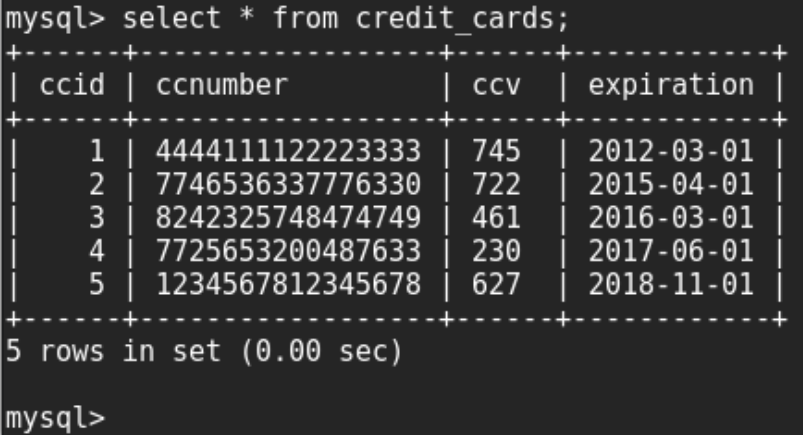 mysql> select * from credit_cards;
+------+------------------+------+------------+
| ccid | ccnumber         | ccv  | expiration |
+------+------------------+------+------------+
|    1 | 4444111122223333 | 745  | 2012-03-01 |
|    2 | 7746536337776330 | 722  | 2015-04-01 |
|    3 | 8242325748474749 | 461  | 2016-03-01 |
|    4 | 7725653200487633 | 230  | 2017-06-01 |
|    5 | 1234567812345678 | 627  | 2018-11-01 |
+------+------------------+------+------------+
5 rows in set (0.00 sec)
mysql>